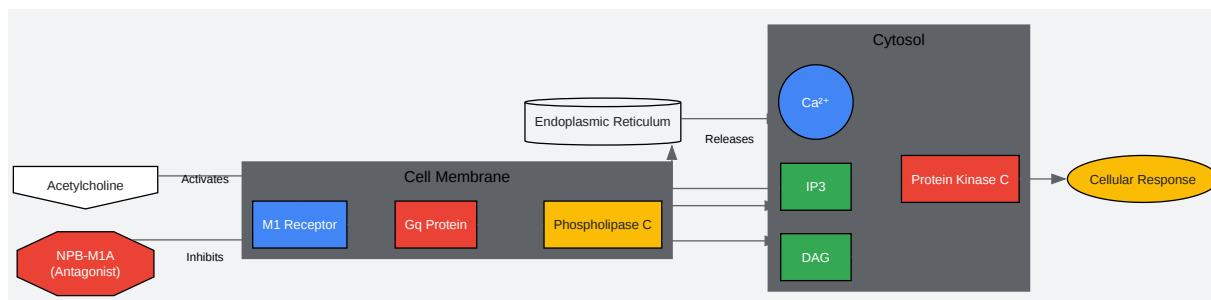 Cytosol
Ca²⁺
Endoplasmic Reticulum
Releases
Cell Membrane
Acetylcholine
Activates
IP3
Protein Kinase C
Cellular Response
M1 Receptor
Gq Protein
Phospholipase C
NPB-M1A
(Antagonist)
Inhibits
DAG